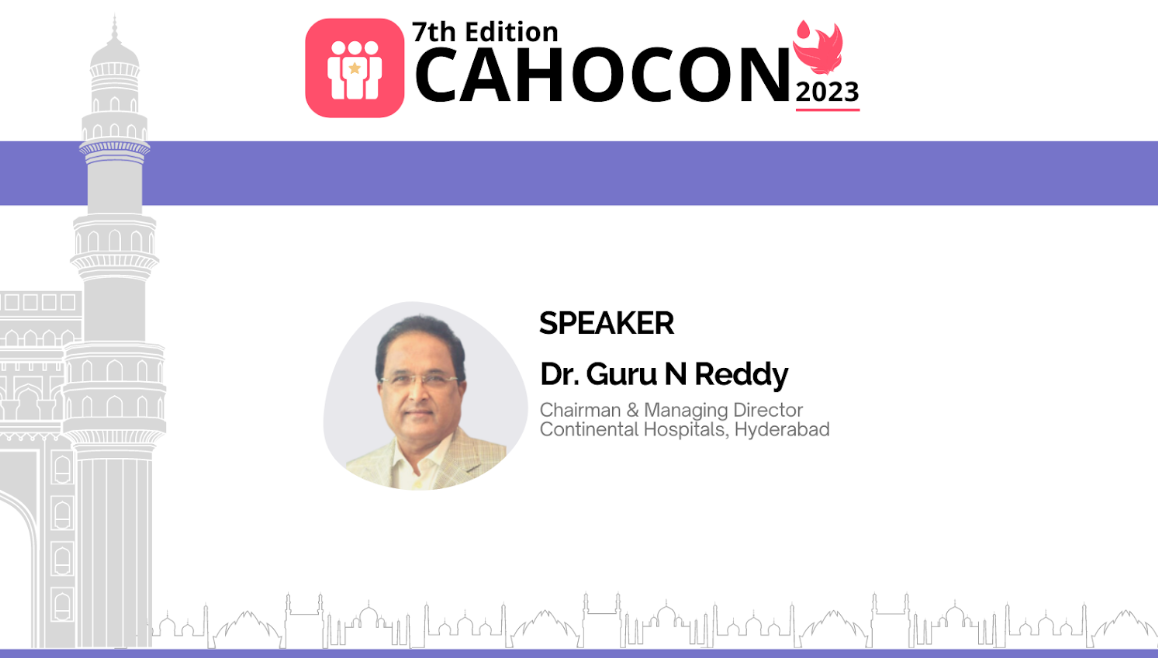 7th Edition
CAHOCON
2023
SPEAKER
Dr. Guru N Reddy
Chairman & Managing Director
Continental Hospitals, Hyderabad